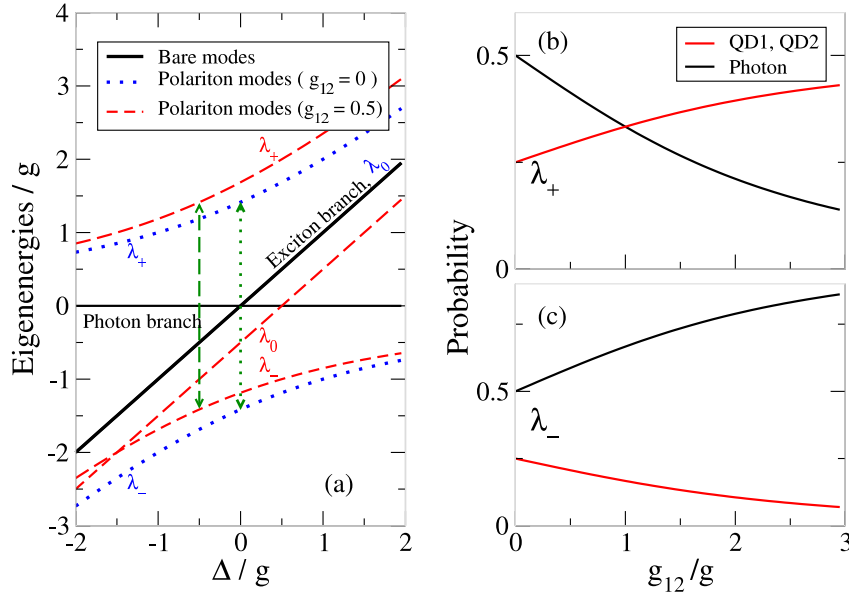 Bare modes
Polariton modes ( g12 = 0 )
Polariton modes (g12 = 0.5)
4
3
2
1
0
-1
-2
-3
-2
-1
0
1
2
Eigenenergies / g
Δ / g
λ+
λ+
Exciton branch, λ0
Photon branch
λ0
λ−
λ−
(a)
(b)
QD1, QD2
Photon
0.5
0
λ+
Probability
(c)
0.5
0
λ−
0
1
2
3
g12/g